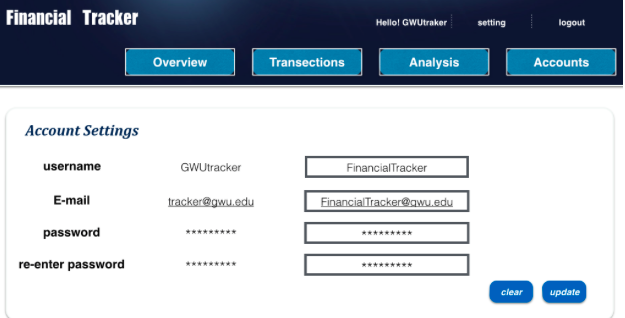 Financial Tracker
Hello! GWUtraker setting logout
Overview Transections Analysis Accounts
Account Settings
username GWUtracker FinancialTracker
E-mail tracker@gwu.edu FinancialTracker@gwu.edu
password ********* *********
re-enter password ********* *********
clear update